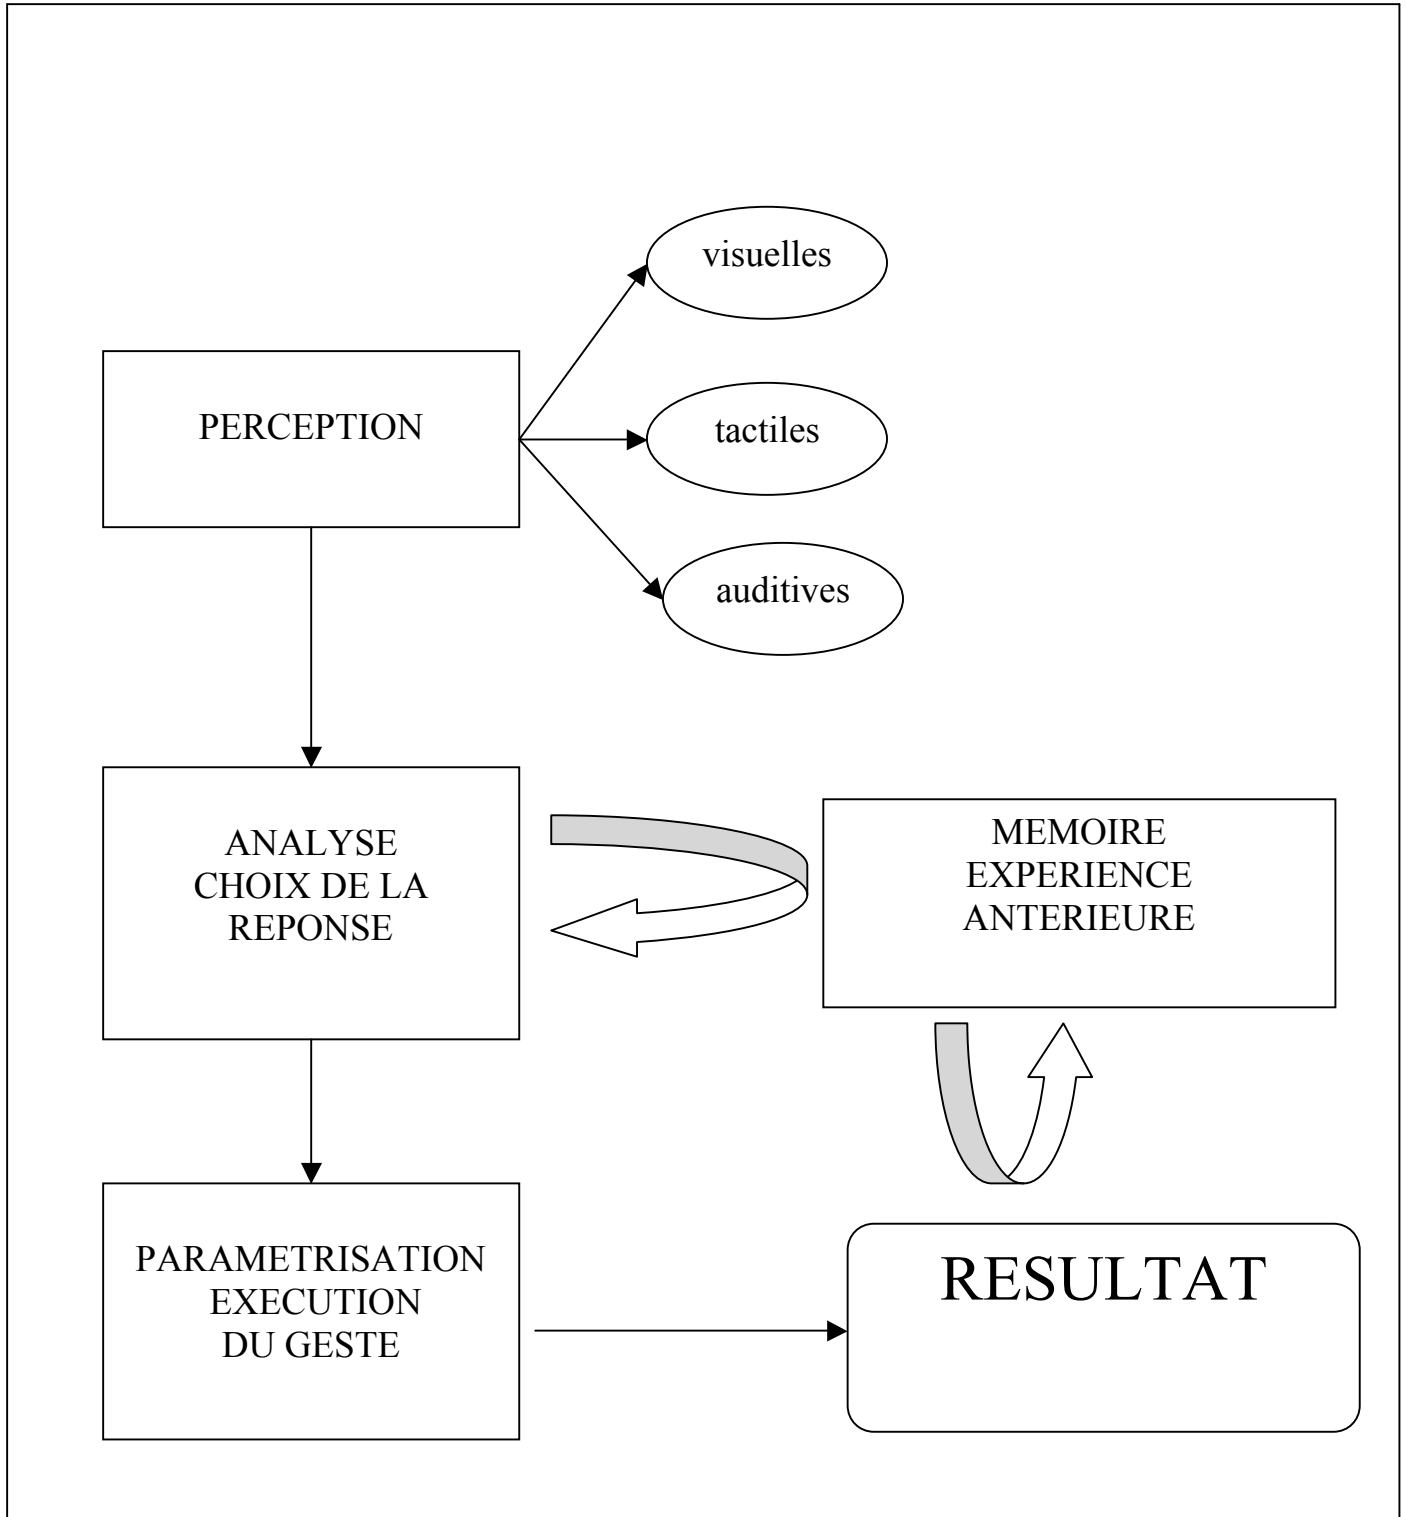 visuelles
PERCEPTION
tactiles
auditives
ANALYSE
CHOIX DE LA
REPONSE
MEMOIRE
EXPERIENCE
ANTERIEURE
PARAMETRISATION
EXECUTION
DU GESTE
RESULTAT